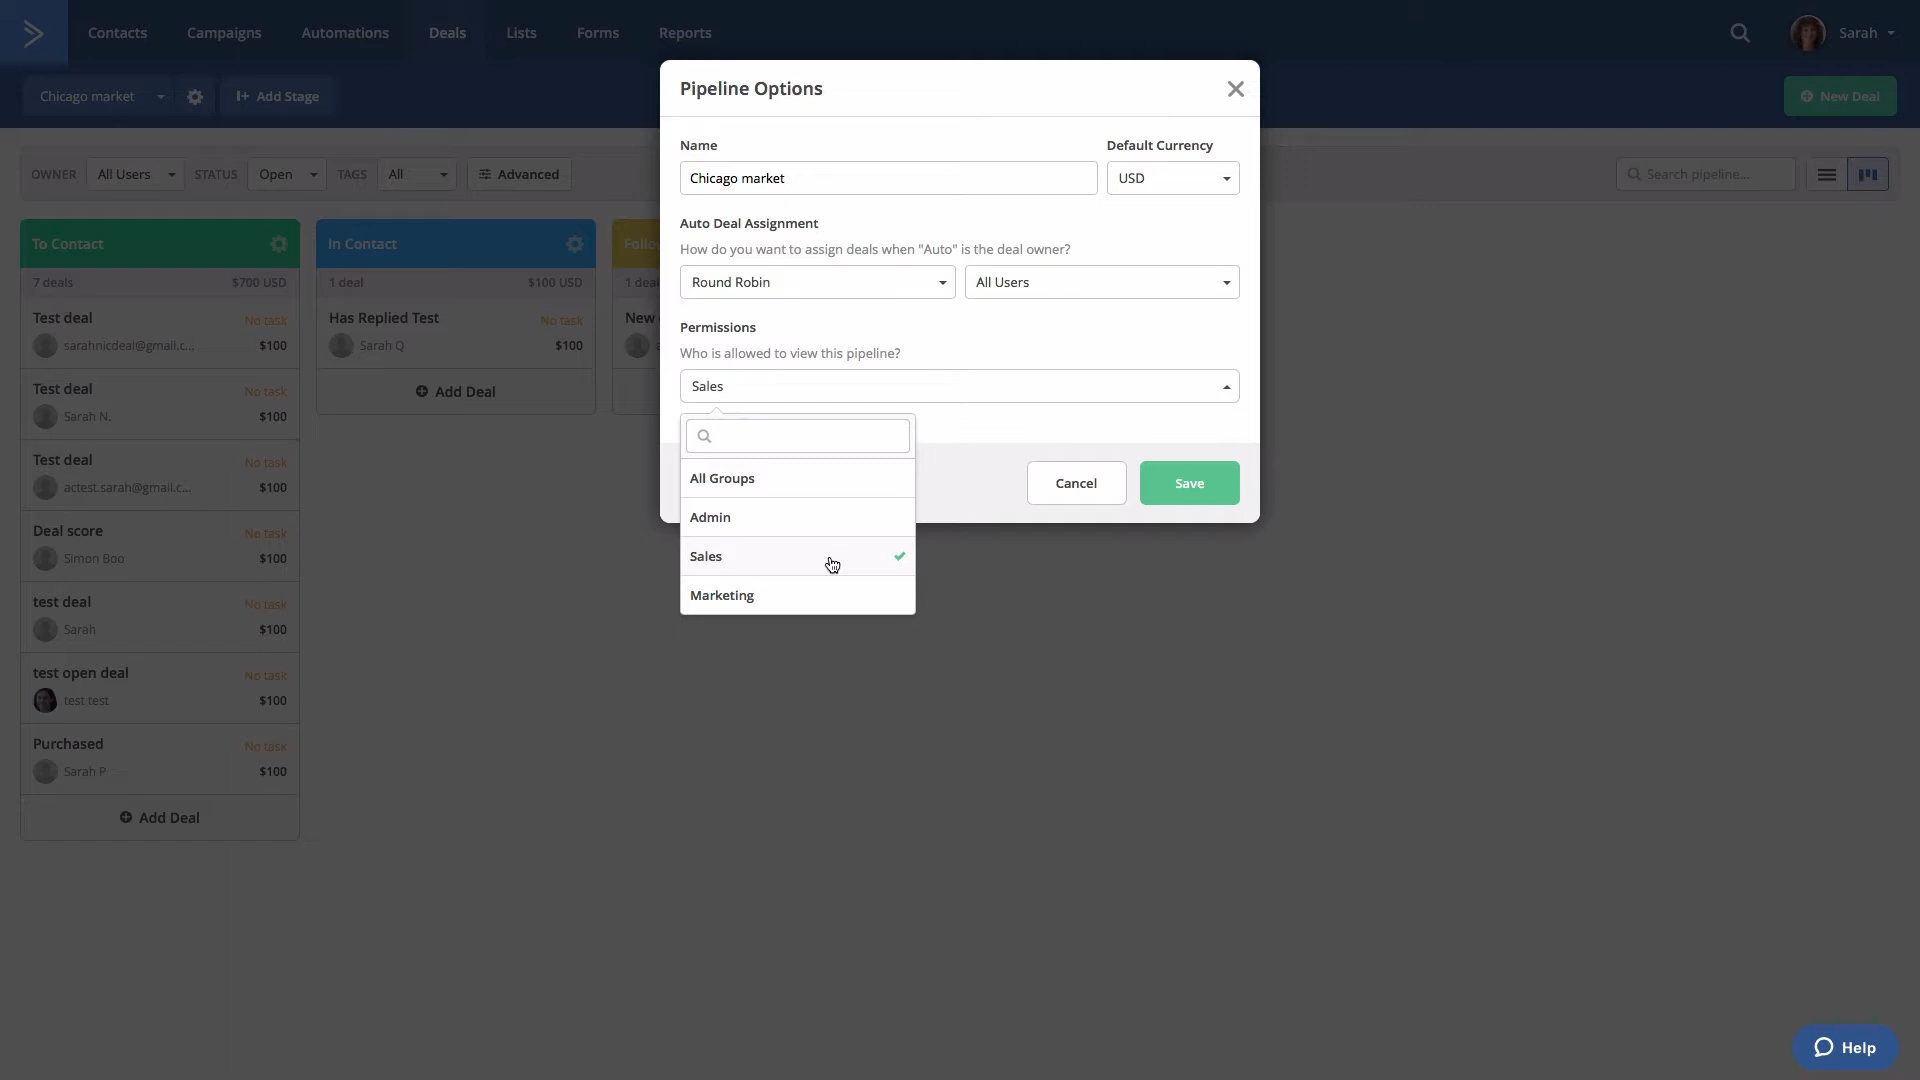 Contacts
Campaigns
Automations
Deals
Lists
Forms
Reports
Sarah
Chicago market
Add Stage
New Deal
OWNER
All Users
STATUS
Open
TAGS
All
Advanced
Search pipeline...
To Contact
7 deals
$700 USD
Test deal
No task
sarahnicdeal@gmail.c...
$100
Test deal
No task
Sarah N.
$100
Test deal
No task
actest.sarah@gmail.c...
$100
Deal score
No task
Simon Boo
$100
test deal
No task
Sarah
$100
test open deal
No task
test test
$100
Purchased
No task
Sarah P
$100
Add Deal
In Contact
1 deal
$100 USD
Has Replied Test
No task
Sarah Q
$100
Add Deal
New
Pipeline Options
Name
Default Currency
Chicago market
USD
Auto Deal Assignment
How do you want to assign deals when "Auto" is the deal owner?
Round Robin
All Users
Permissions
Who is allowed to view this pipeline?
Sales
All Groups
Admin
Sales
Marketing
Cancel
Save
Help